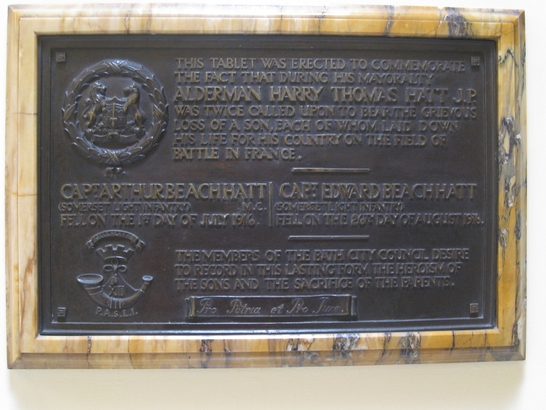 THIS TABLET WAS ERECTED TO COMMEMORATE
THE FACT THAT DURING HIS MAYORALTY
ALDERMAN HARRY THOMAS HATT J.P.
WAS TWICE CALLED UPON TO BEAR THE GRIEVOUS
LOSS OF A SON, EACH OF WHOM LAID DOWN
HIS LIFE FOR HIS COUNTRY ON THE FIELD OF
BATTLE IN FRANCE.
CAPT ARTHUR BEACH HATT
(SOMERSET LIGHT INFANTRY) M.C.
FELL ON THE 1ST DAY OF JULY 1916.
CAPT EDWARD BEACH HATT
(SOMERSET LIGHT INFANTRY)
FELL ON THE 26TH DAY OF AUGUST
THE MEMBERS OF THE BATH CITY COUNCIL DESIRE
TO RECORD IN THIS LASTING FORM, THE HEROISM OF
THE SONS AND THE SACRIFICE OF THE PARENTS.
P.A.S.L.I.
Pro Patria et Pro Jure.